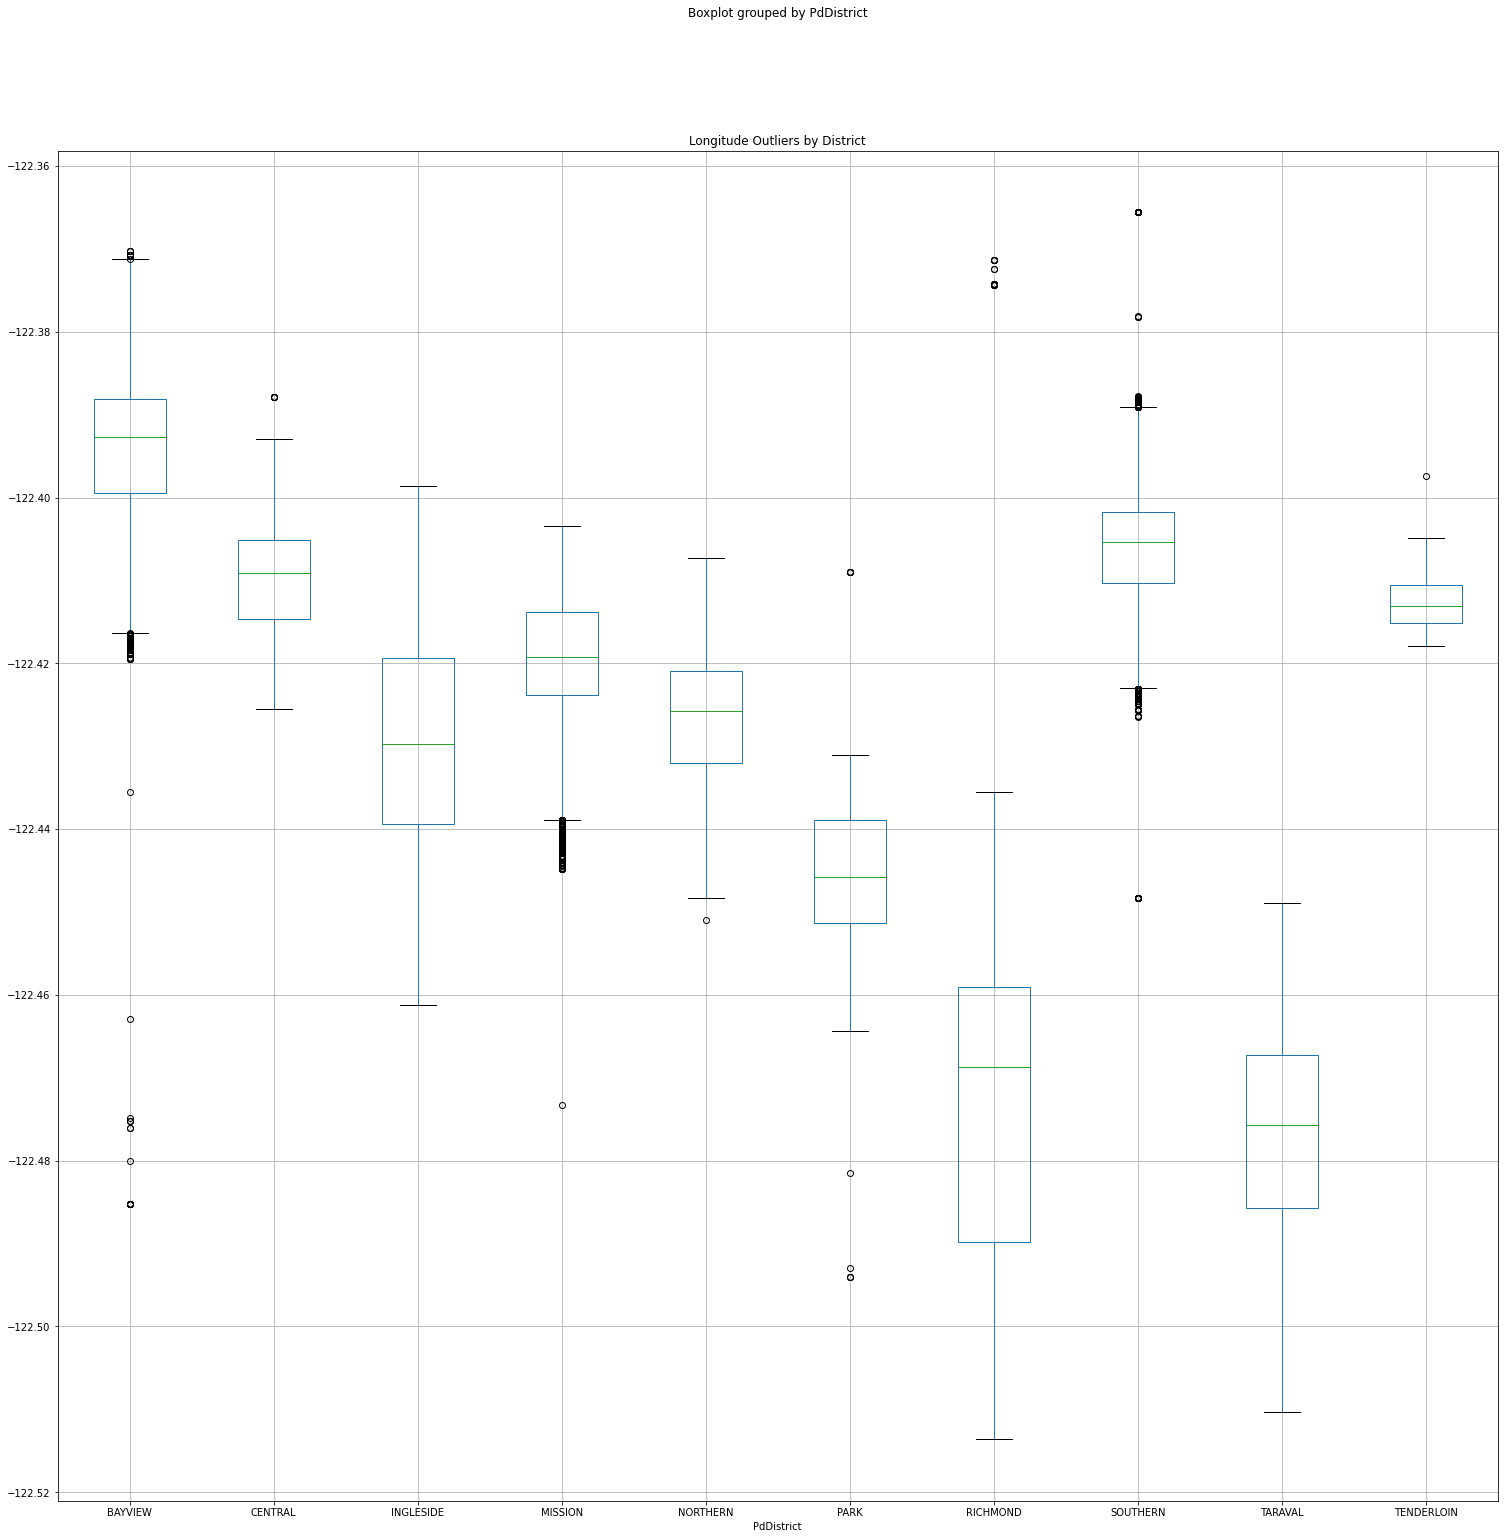 Boxplot grouped by PdDistrict
Longitude Outliers by District
−122.36
−122.38
−122.40
−122.42
−122.44
−122.46
−122.48
−122.50
−122.52
BAYVIEW CENTRAL INGLESIDE MISSION NORTHERN PARK RICHMOND SOUTHERN TARAVAL TENDERLOIN
PdDistrict